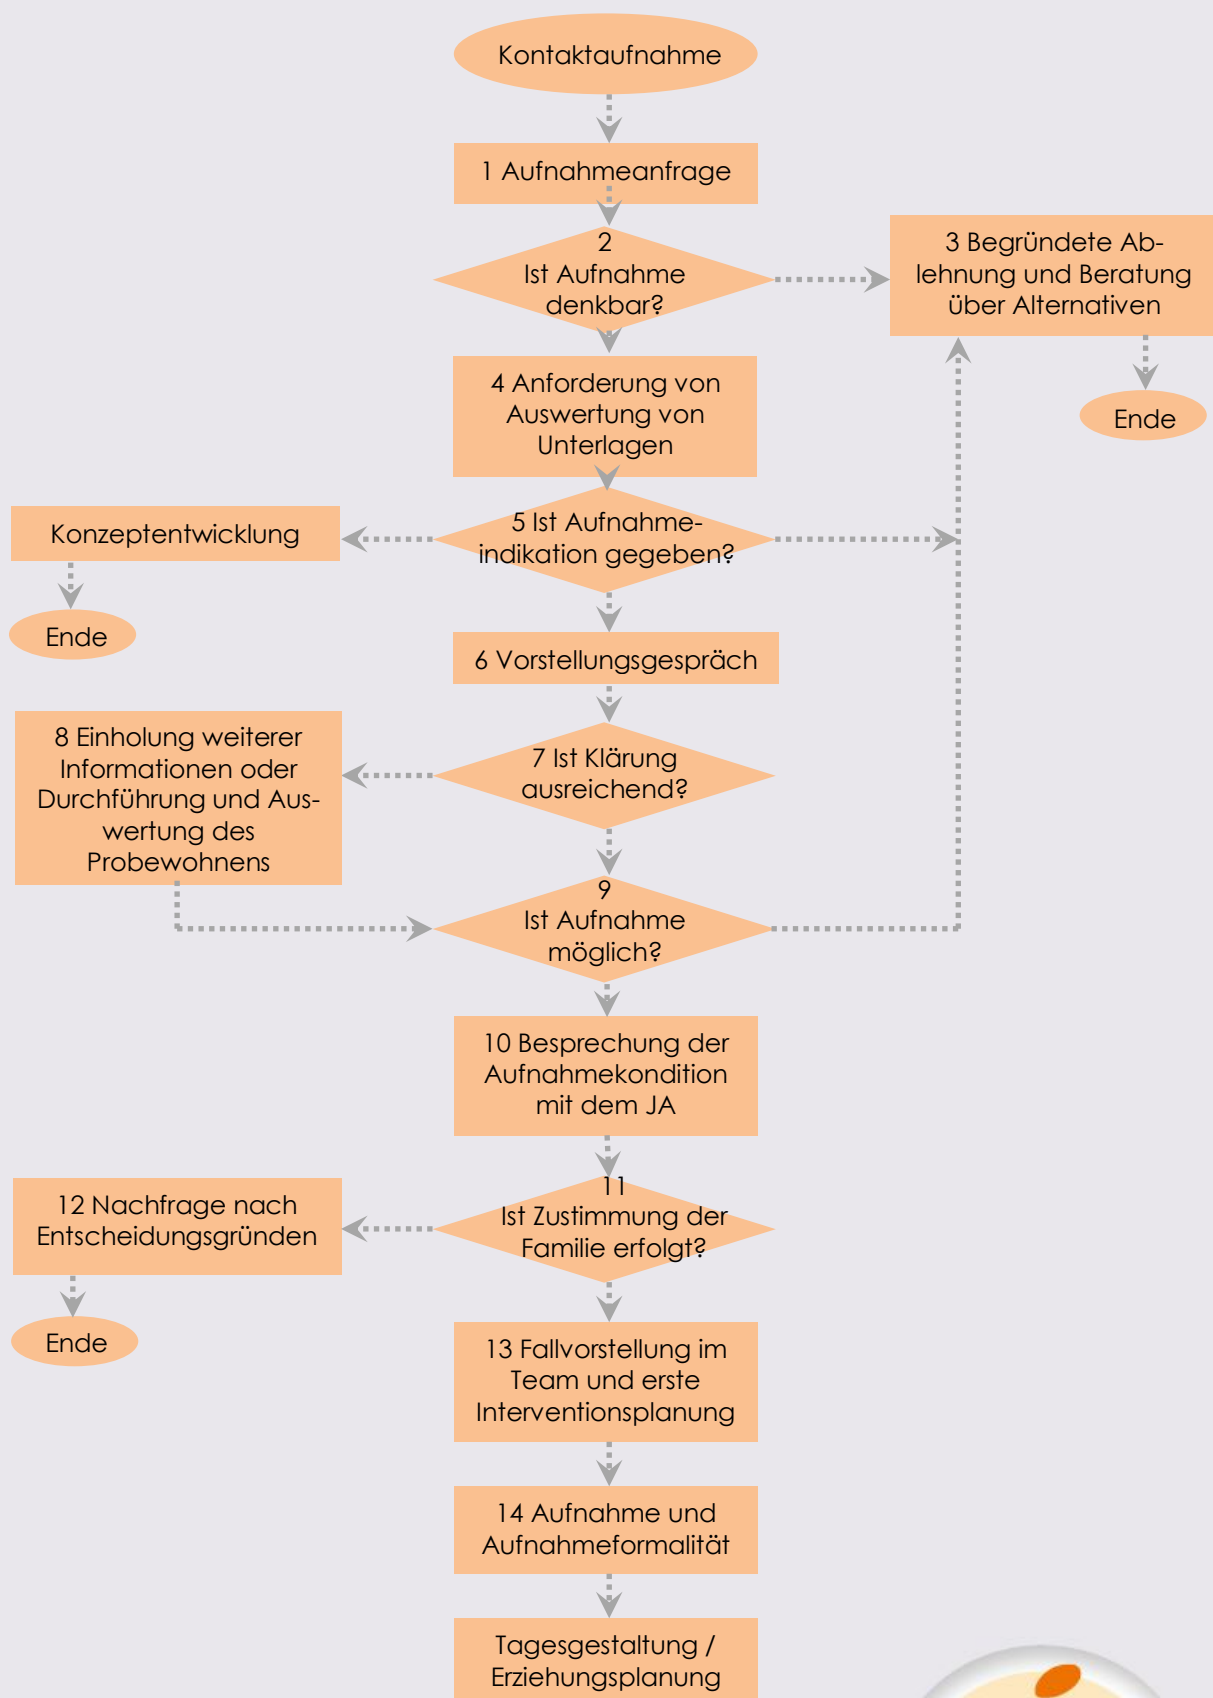 Kontaktaufnahme
1 Aufnahmeanfrage
2
Ist Aufnahme
denkbar?
3 Begründete Ab-
lehnung und Beratung
über Alternativen
Ende
4 Anforderung von
Auswertung von
Unterlagen
5 Ist Aufnahme-
indikation gegeben?
Konzeptentwicklung
Ende
6 Vorstellungsgespräch
7 Ist Klärung
ausreichend?
8 Einholung weiterer
Informationen oder
Durchführung und Aus-
wertung des
Probewohnens
9
Ist Aufnahme
möglich?
10 Besprechung der
Aufnahmekondition
mit dem JA
11
Ist Zustimmung der
Familie erfolgt?
12 Nachfrage nach
Entscheidungsgründen
Ende
13 Fallvorstellung im
Team und erste
Interventionsplanung
14 Aufnahme und
Aufnahmeformalität
Tagesgestaltung /
Erziehungsplanung